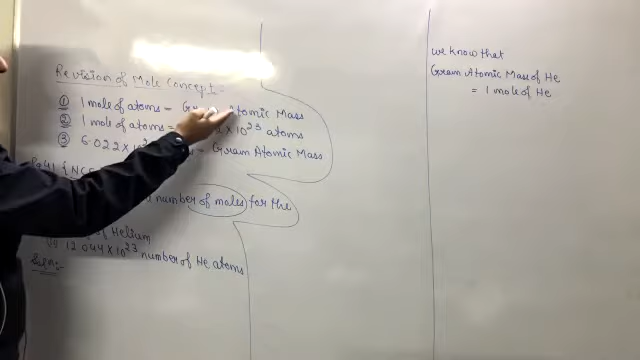 Revision of Mole Concept:-
① 1 mole of atoms = Atomic Mass
② 1 mole of atoms = × 10²³ atoms
③ 6.022 × = Gram Atomic Mass
{NCE
number of moles for the
of Helium
12.044 × 10²³ number of He atoms
Soln:-
we know that
Gram Atomic Mass of He
= 1 mole of He